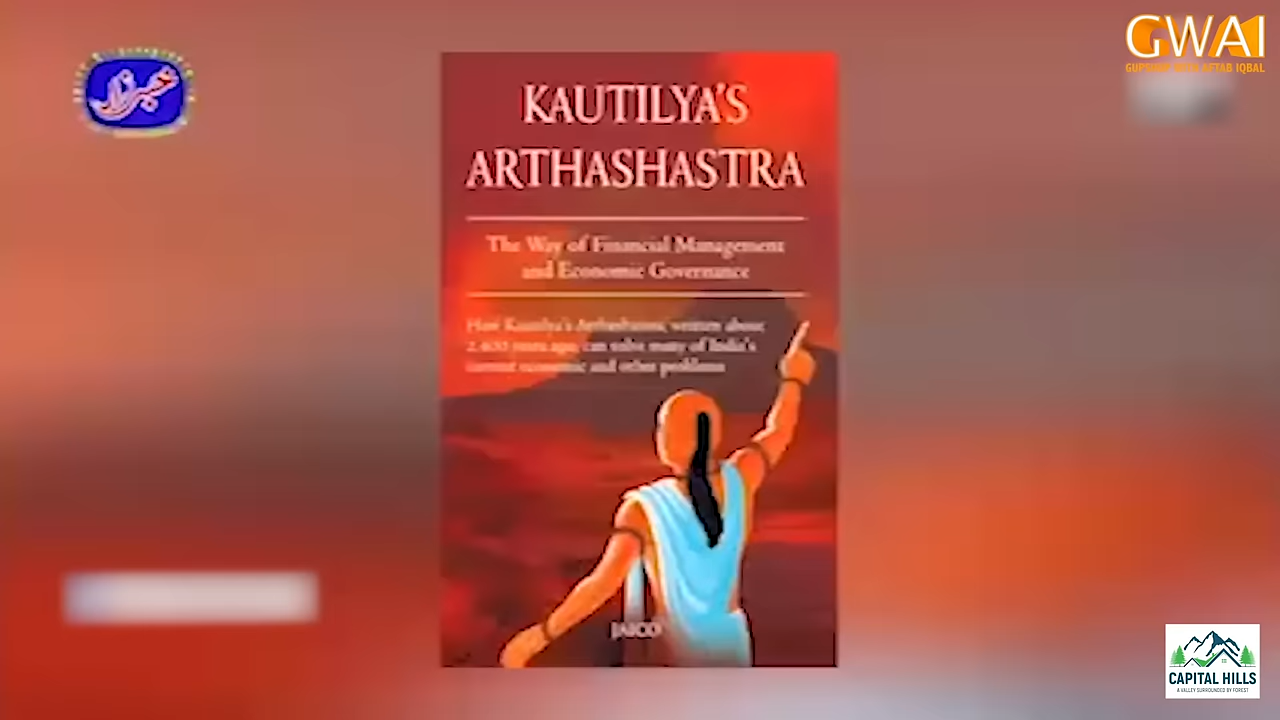 خبرزار
GWAI
GUPSHUP WITH AFTAB IQBAL
KAUTILYA'S
ARTHASHASTRA
The Way of Financial Management
and Economic Governance
How Kautilya's Arthashastra, written about
2,400 years ago, can solve many of India's
current economic and other problems
JAICO
CAPITAL HILLS
A VALLEY SURROUNDED BY FOREST